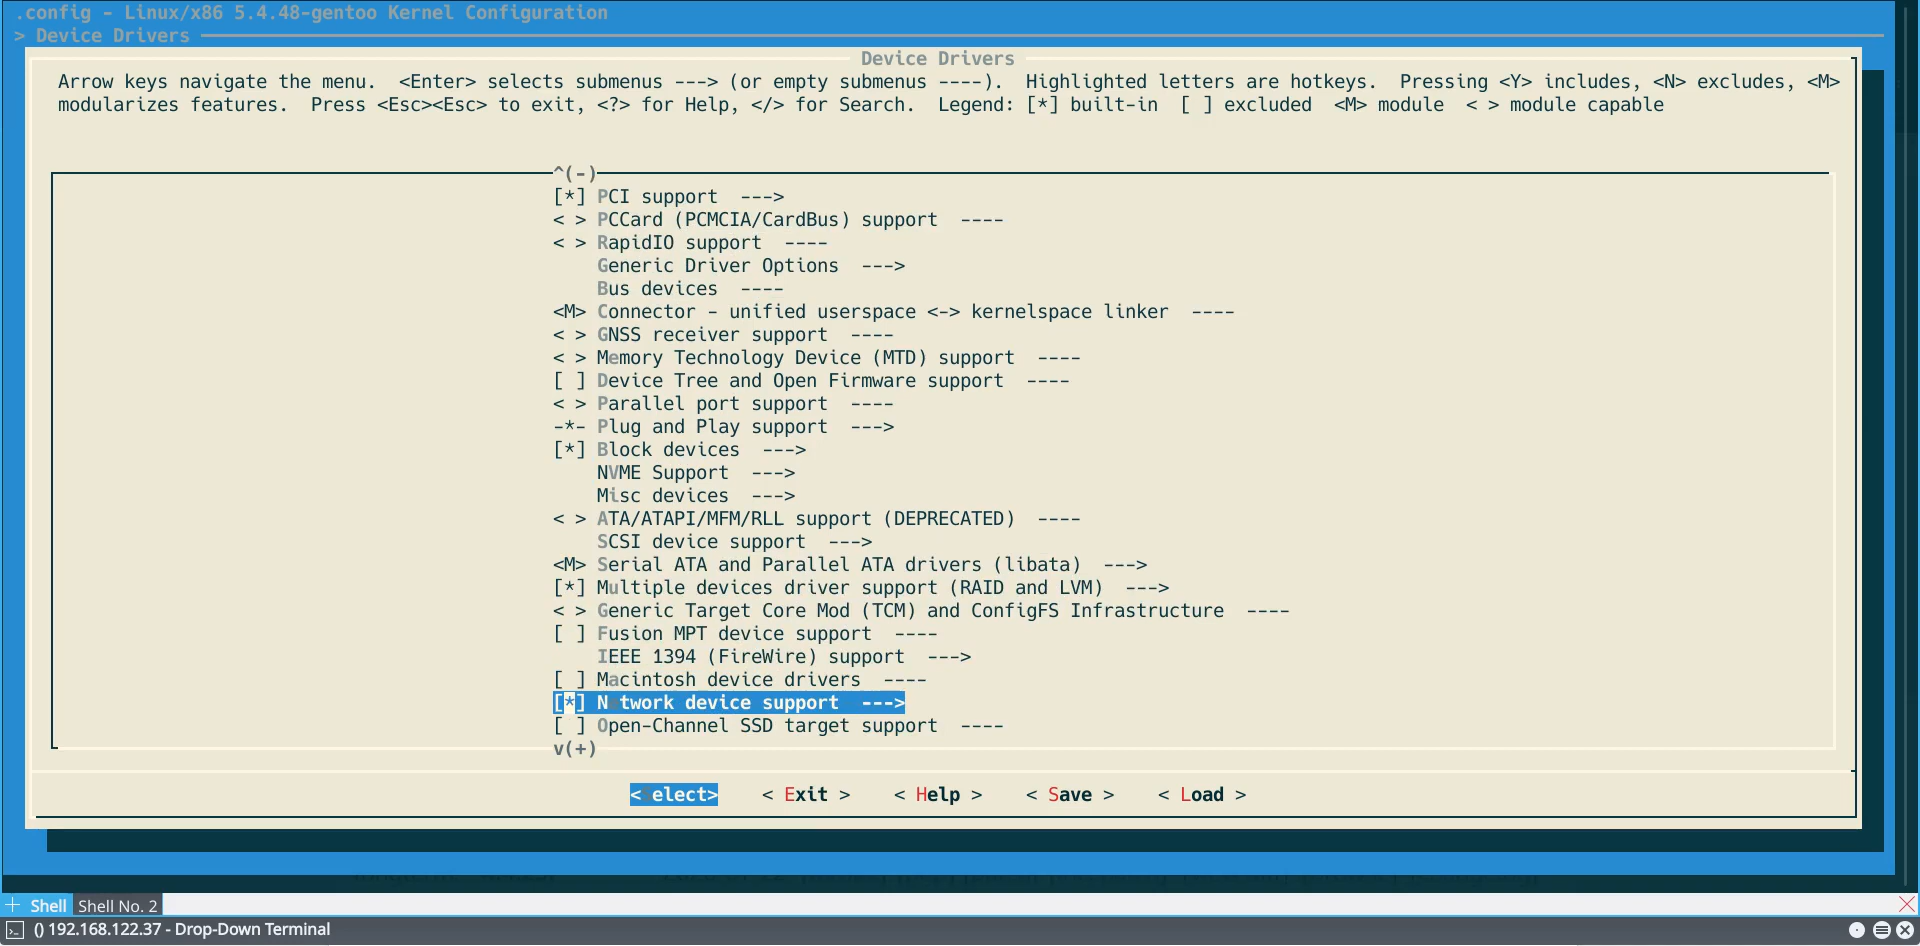 .config - Linux/x86 5.4.48-gentoo Kernel Configuration
> Device Drivers
Device Drivers
Arrow keys navigate the menu.  <Enter> selects submenus ---> (or empty submenus ----).  Highlighted letters are hotkeys.  Pressing <Y> includes, <N> excludes, <M>
modularizes features.  Press <Esc><Esc> to exit, <?> for Help, </> for Search.  Legend: [*] built-in  [ ] excluded  <M> module  < > module capable
^(-)
[*] PCI support  --->
< > PCCard (PCMCIA/CardBus) support  ----
< > RapidIO support  ----
Generic Driver Options  --->
Bus devices  ----
<M> Connector - unified userspace <-> kernelspace linker  ----
< > GNSS receiver support  ----
< > Memory Technology Device (MTD) support  ----
[ ] Device Tree and Open Firmware support  ----
< > Parallel port support  ----
-*- Plug and Play support  --->
[*] Block devices  --->
NVME Support  --->
Misc devices  --->
< > ATA/ATAPI/MFM/RLL support (DEPRECATED)  ----
SCSI device support  --->
<M> Serial ATA and Parallel ATA drivers (libata)  --->
[*] Multiple devices driver support (RAID and LVM)  --->
< > Generic Target Core Mod (TCM) and ConfigFS Infrastructure  ----
[ ] Fusion MPT device support  ----
IEEE 1394 (FireWire) support  --->
[ ] Macintosh device drivers  ----
[*] Network device support  --->
[ ] Open-Channel SSD target support  ----
v(+)
<Select>    < Exit >    < Help >    < Save >    < Load >
Shell  Shell No. 2
() 192.168.122.37 - Drop-Down Terminal